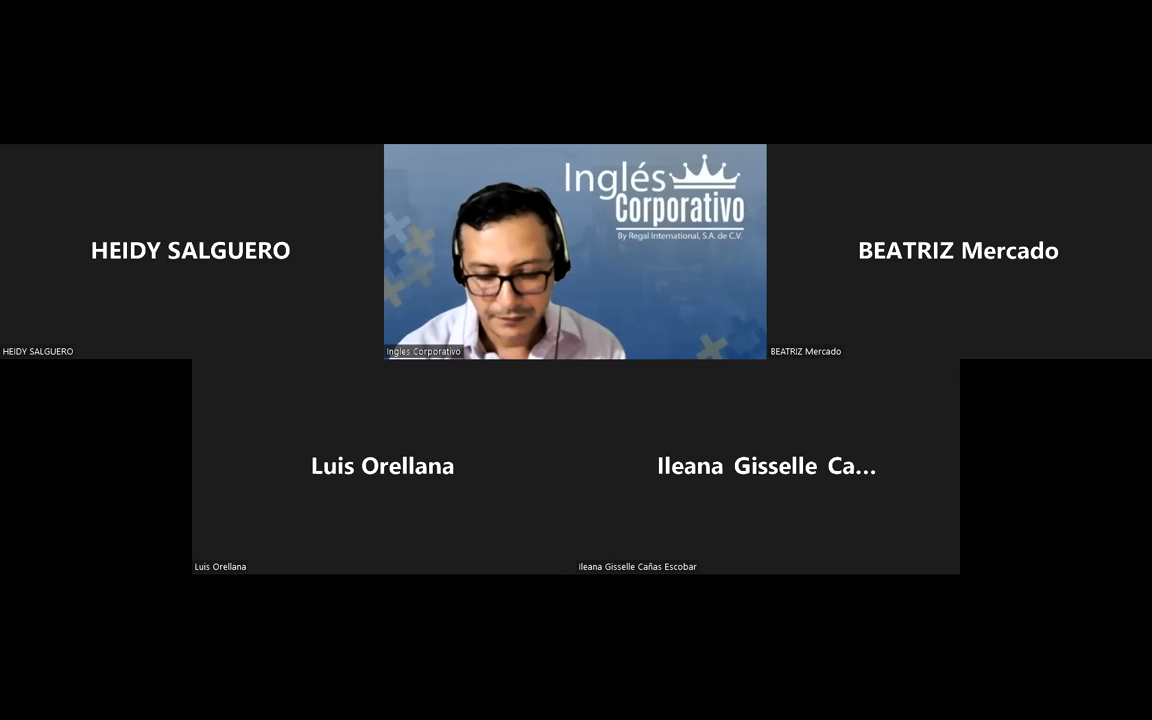 HEIDY SALGUERO
HEIDY SALGUERO
Inglés
Corporativo
By Regal International, S.A. de C.V.
Inglés Corporativo
BEATRIZ Mercado
BEATRIZ Mercado
Luis Orellana
Luis Orellana
Ileana Gisselle Ca...
Ileana Gisselle Cañas Escobar